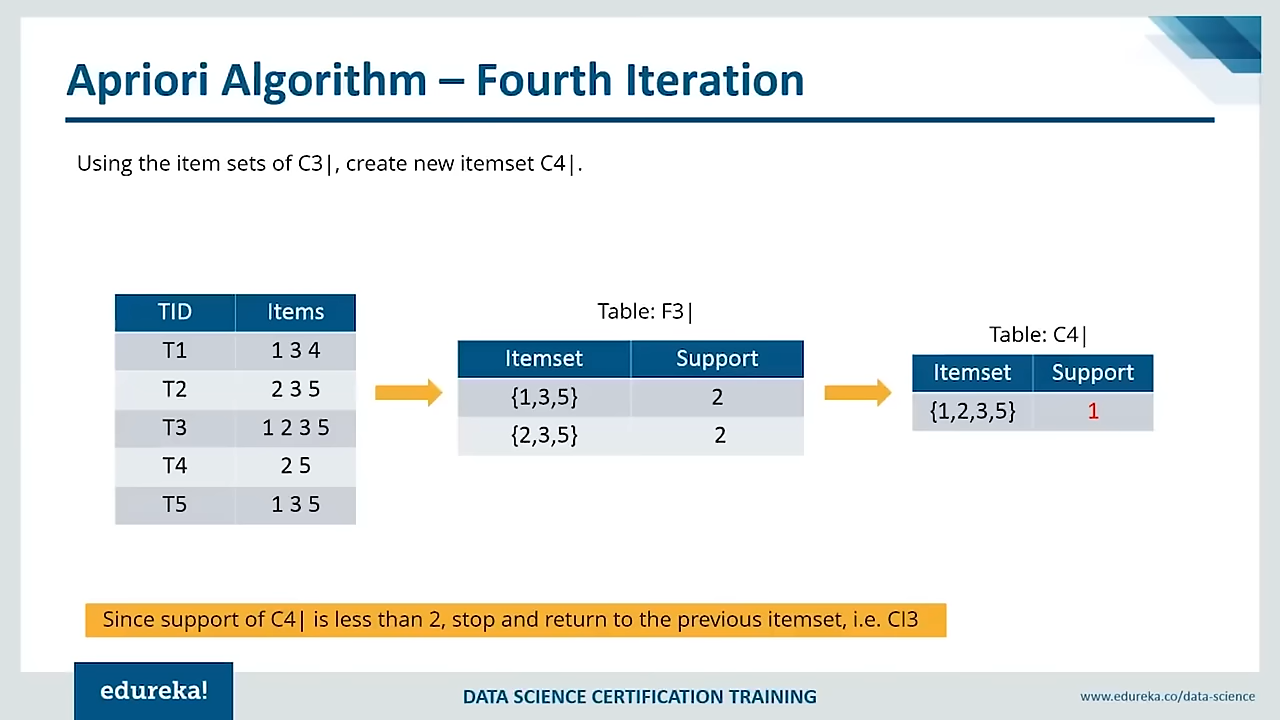 Apriori Algorithm – Fourth Iteration
Using the item sets of C3|, create new itemset C4|.
TID Items
T1 1 3 4
T2 2 3 5
T3 1 2 3 5
T4 2 5
T5 1 3 5
Table: F3|
Itemset Support
{1,3,5} 2
{2,3,5} 2
Table: C4|
Itemset Support
{1,2,3,5} 1
Since support of C4| is less than 2, stop and return to the previous itemset, i.e. CI3
edureka!
DATA SCIENCE CERTIFICATION TRAINING
www.edureka.co/data-science